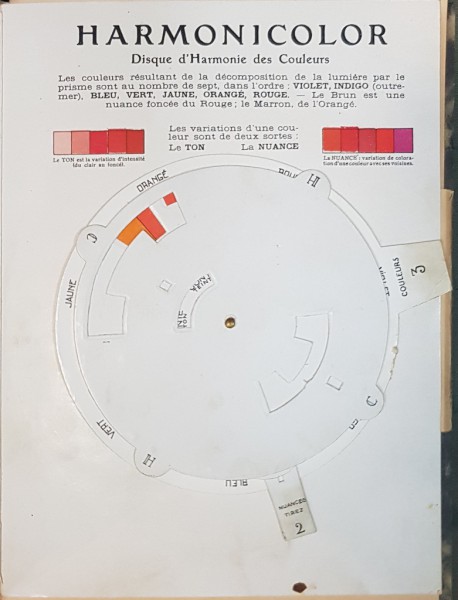 HARMONICOLOR
Disque d'Harmonie des Couleurs
Les couleurs résultant de la décomposition de la lumière par le
prisme sont au nombre de sept, dans l'ordre : VIOLET, INDIGO (outre-
mer), BLEU, VERT, JAUNE, ORANGÉ, ROUGE. — Le Brun est une
nuance foncée du Rouge ; le Marron, de l'Orangé.
Les variations d'une cou-
leur sont de deux sortes :
Le TON La NUANCE
Le TON est la variation d'intensité
(du clair au foncé).
La NUANCE : variation de colora-
tion d'une couleur avec ses voisines.
ORANGÉ
JAUNE
VERT
BLEU
COULEURS
3
C
NUANCES
TIREZ
2